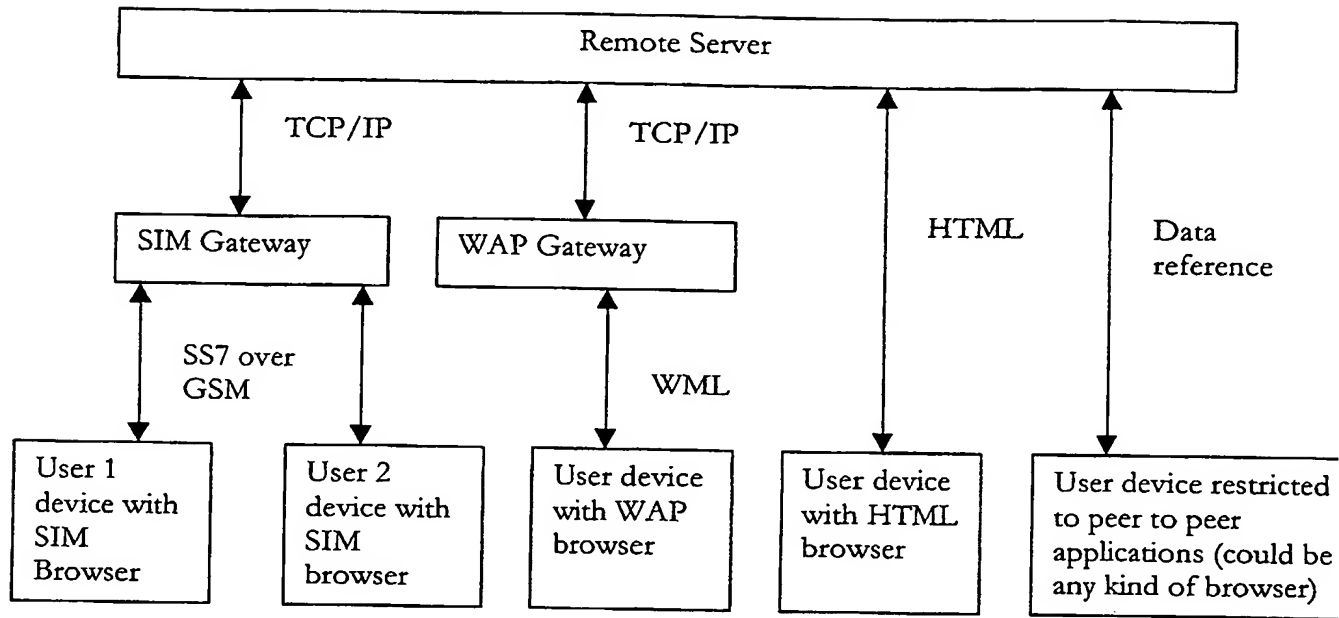 Remote Server
TCP/IP
TCP/IP
SIM Gateway
WAP Gateway
HTML
Data
reference
SS7 over
GSM
WML
User 1
device with
SIM
Browser
User 2
device with
SIM
browser
User device
with WAP
browser
User device
with HTML
browser
User device restricted
to peer to peer
applications (could be
any kind of browser)